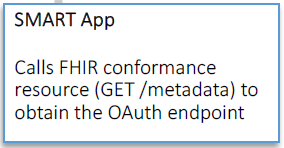 SMART App
Calls FHIR conformance
resource (GET /metadata) to
obtain the OAuth endpoint